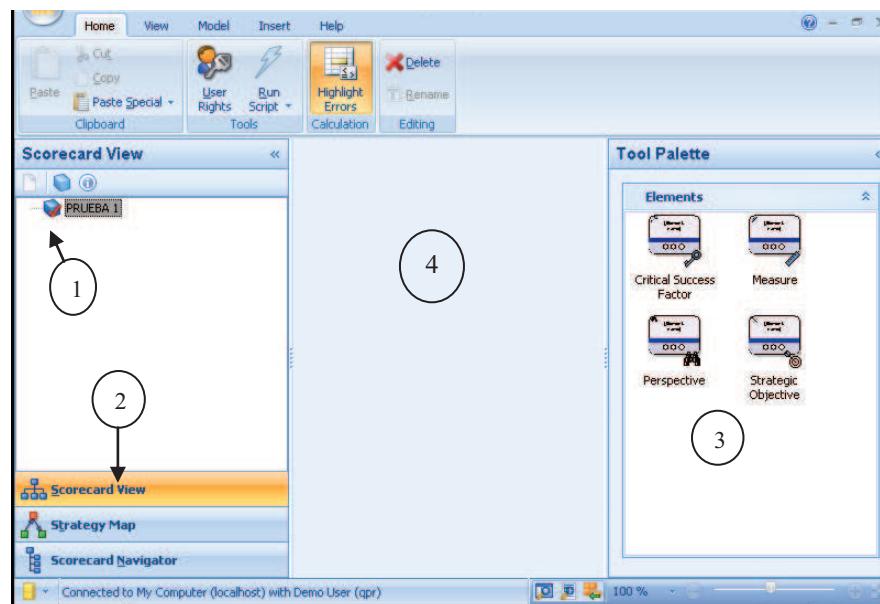 Home View Model Insert Help
Paste
Cut
Copy
Paste Special
Clipboard
User Rights
Run Script
Tools
Highlight Errors
Calculation
Delete
Rename
Editing
Scorecard View
PRUEBA 1
1
2
Scorecard View
Strategy Map
Scorecard Navigator
4
Tool Palette
Elements
Critical Success
Factor
Measure
Perspective
Strategic
Objective
3
Connected to My Computer (localhost) with Demo User (qpr)
100 %